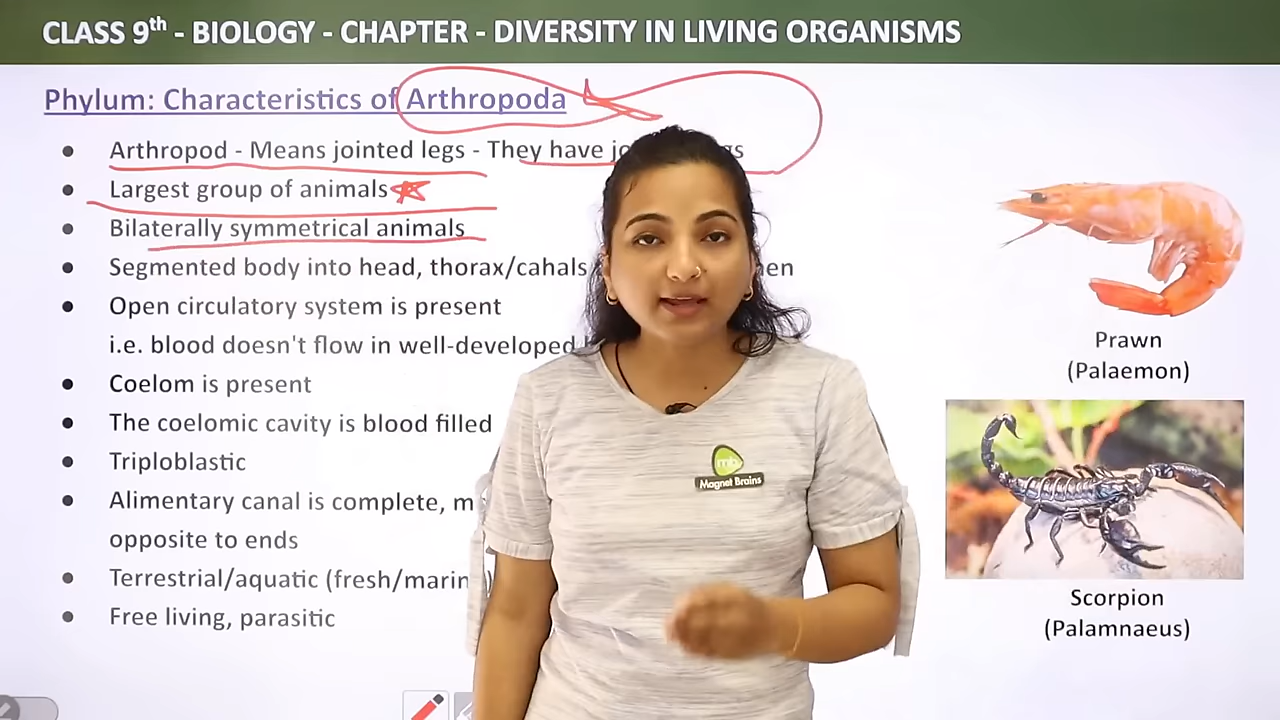 CLASS 9th - BIOLOGY - CHAPTER - DIVERSITY IN LIVING ORGANISMS
Phylum: Characteristics of Arthropoda
Arthropod - Means jointed legs - They have
Largest group of animals
Bilaterally symmetrical animals
Segmented body into head, thorax/cahals
Open circulatory system is present
i.e. blood doesn't flow in well-developed
Coelom is present
The coelomic cavity is blood filled
Triploblastic
Alimentary canal is complete,
opposite to ends
Terrestrial/aquatic
Free living, parasitic
Prawn
(Palaemon)
Scorpion
(Palamnaeus)
mb
Magnet Brains